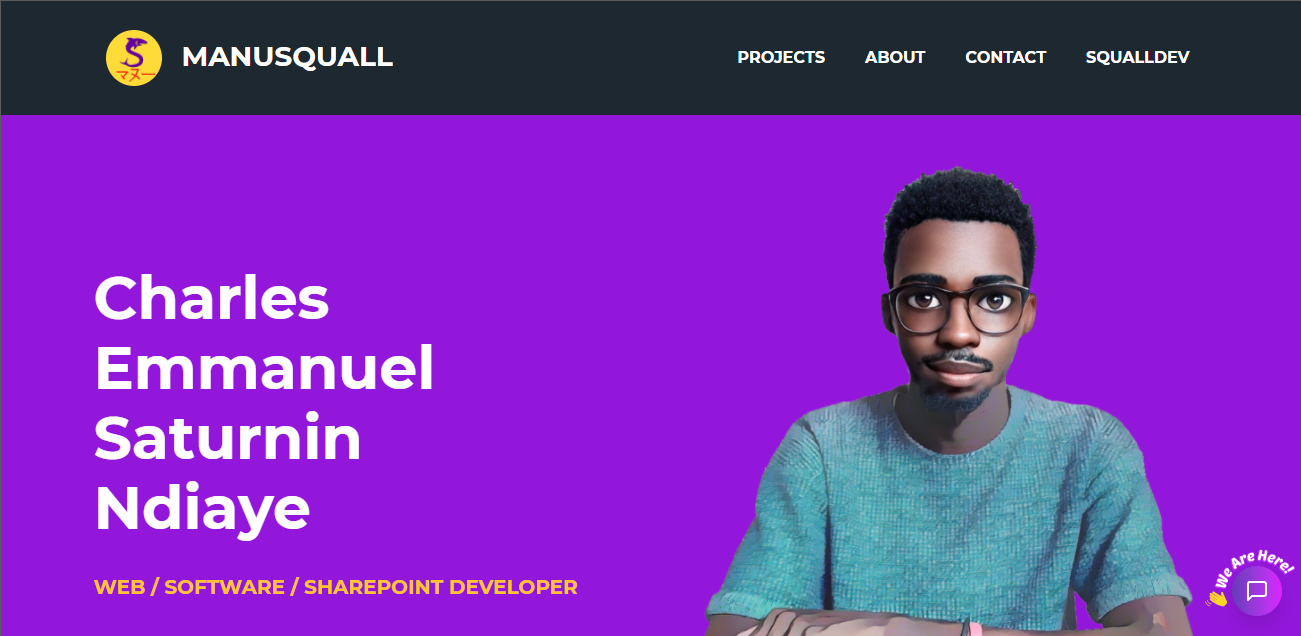 マヌー
MANUSQUALL
PROJECTS
ABOUT
CONTACT
SQUALLDEV
Charles
Emmanuel
Saturnin
Ndiaye
WEB / SOFTWARE / SHAREPOINT DEVELOPER
We Are Here!